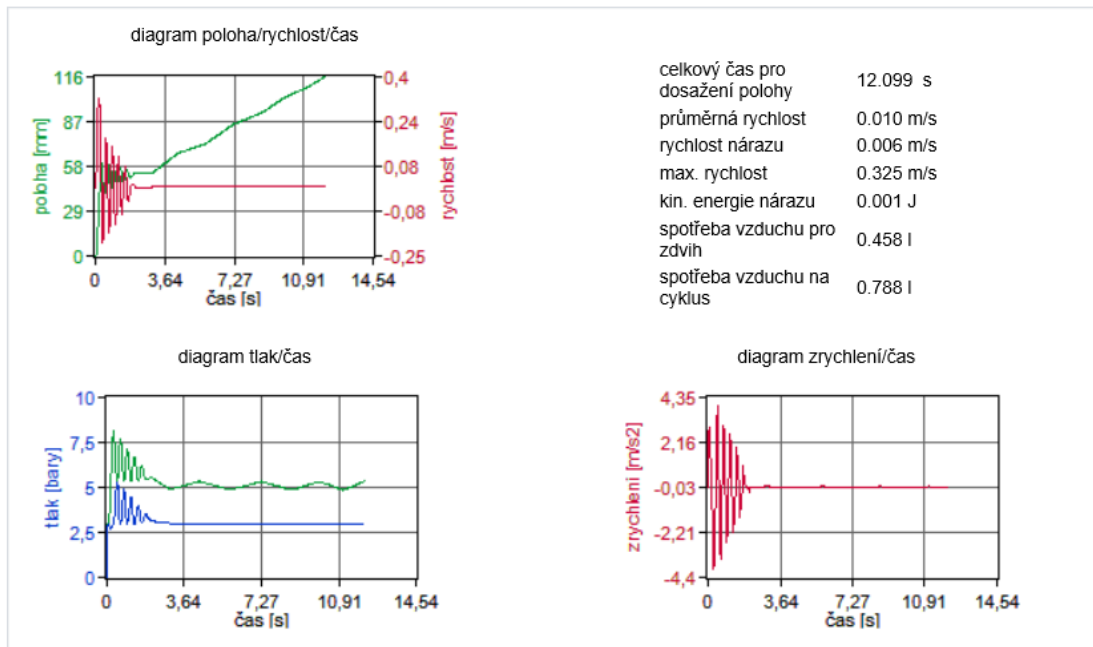 diagram poloha/rychlost/čas
116
87
58
29
0
poloha [mm]
0,4
0,24
0,08
-0,08
-0,25
rychlost [m/s]
0 3,64 7,27 10,91 14,54
čas [s]
celkový čas pro
dosažení polohy 12.099 s
průměrná rychlost 0.010 m/s
rychlost nárazu 0.006 m/s
max. rychlost 0.325 m/s
kin. energie nárazu 0.001 J
spotřeba vzduchu pro
zdvih 0.458 l
spotřeba vzduchu na
cyklus 0.788 l
diagram tlak/čas
10
7,5
5
2,5
0
tlak [bary]
0 3,64 7,27 10,91 14,54
čas [s]
diagram zrychlení/čas
4,35
2,16
-0,03
-2,21
-4,4
zrychlení [m/s2]
0 3,64 7,27 10,91 14,54
čas [s]